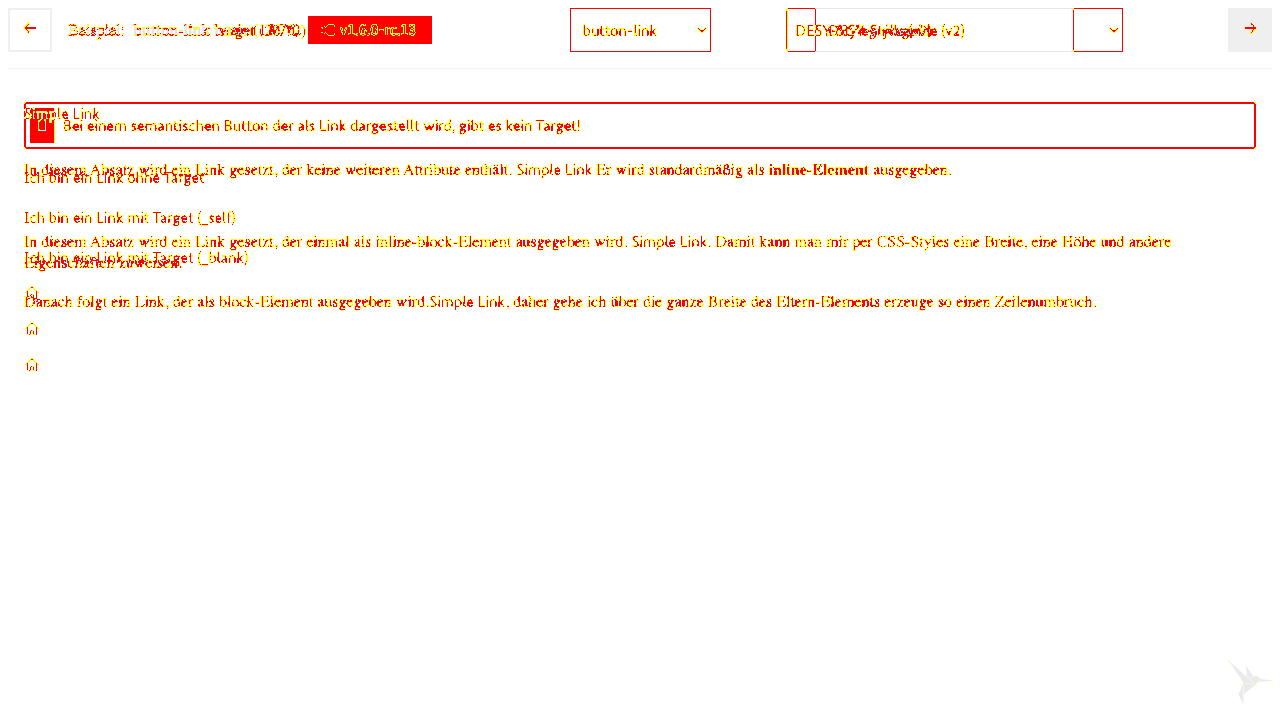 Beispiel: button-link v1.6.0-rc.13
button-link
Simple Link
Bei einem semantischen Button der als Link dargestellt wird, gibt es kein Target!
In diesem Absatz wird ein Link gesetzt, der keine weiteren Attribute enthält. Simple Link Er wird standardmäßig als inline-Element ausgegeben.
Ich bin ein Link ohne Target
Ich bin ein Link mit Target (_self)
In diesem Absatz wird ein Link gesetzt, der einmal als inline-block-Element ausgegeben wird. Simple Link. Damit kann man mir per CSS-Styles eine Breite, eine Höhe und andere
Eigenschaften zuweisen.
Ich bin ein Link mit Target (_blank)
Danach folgt ein Link, der als block-Element ausgegeben wird.Simple Link, daher gehe ich über die ganze Breite des Eltern-Elements erzeuge so einen Zeilenumbruch.